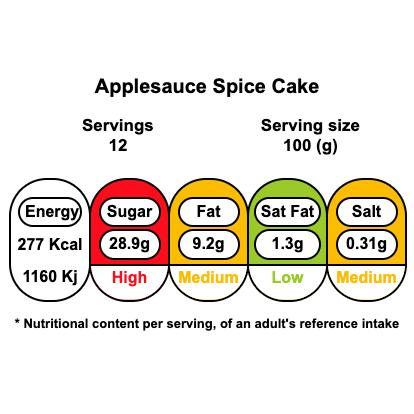 Applesauce Spice Cake
Servings
12
Serving size
100 (g)
Energy
277 Kcal
1160 Kj
Sugar
28.9g
High
Fat
9.2g
Medium
Sat Fat
1.3g
Low
Salt
0.31g
Medium
* Nutritional content per serving, of an adult's reference intake